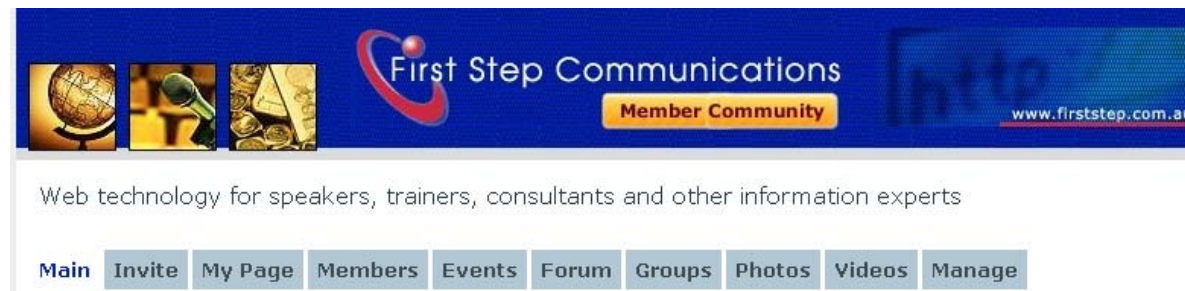 First Step Communications
Member Community
http
www.firststep.com.au
Web technology for speakers, trainers, consultants and other information experts
Main Invite My Page Members Events Forum Groups Photos Videos Manage